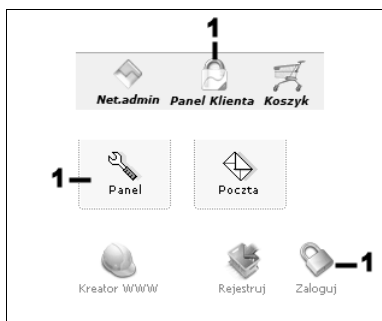 1
Net.admin Panel Klienta Koszyk
1
Panel Poczta
1
Kreator WWW Rejestruj Zaloguj